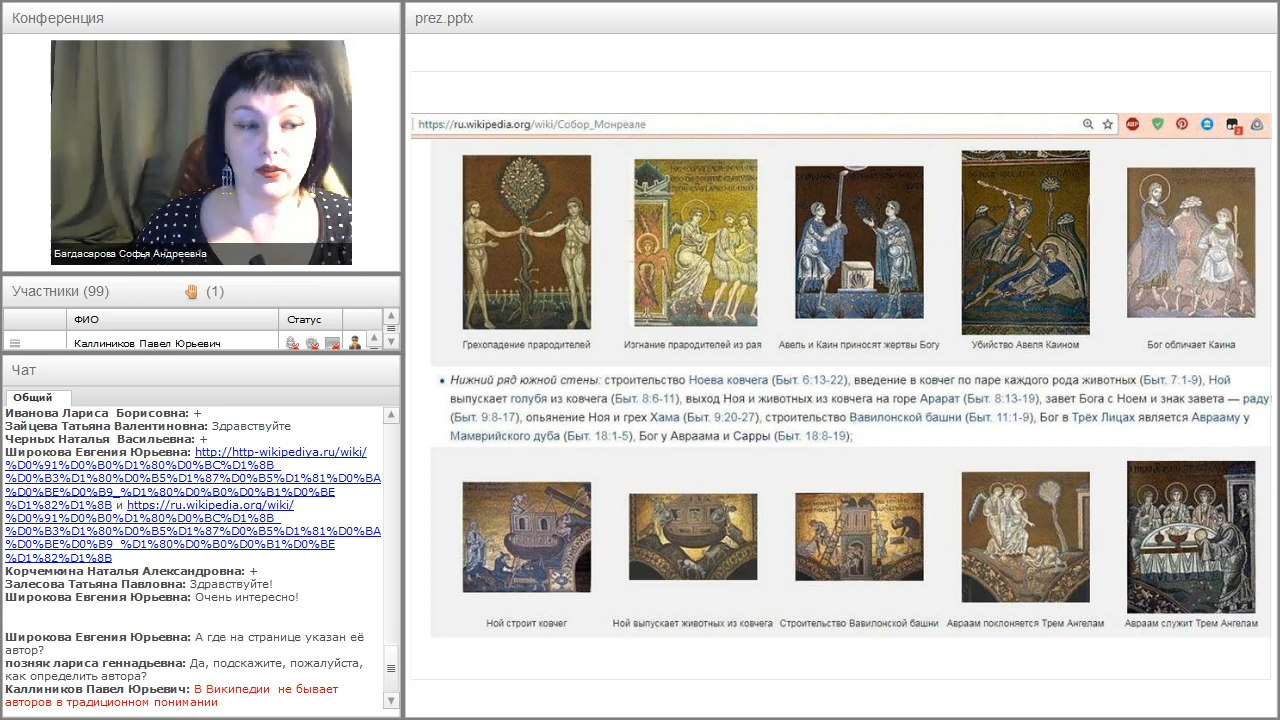 Конференция
Багдасарова Софья Андреевна
Участники (99)
(1)
ФИО
Статус
Каллиников Павел Юрьевич
Чат
Общий
Иванова Лариса Борисовна: +
Зайцева Татьяна Валентиновна: Здравствуйте
Черных Наталья Васильевна: +
Широкова Евгения Юрьевна: http://http-wikipediya.ru/wiki/
%D0%91%D0%B0%D1%80%D0%BC%D1%8B_
%D0%B3%D1%80%D0%B5%D1%87%D0%B5%D1%81%D0%BA
%D0%BE%D0%B9_%D1%80%D0%B0%D0%B1%D0%BE
%D1%82%D1%8B и https://ru.wikipedia.org/wiki/
%D0%91%D0%B0%D1%80%D0%BC%D1%8B_
%D0%B3%D1%80%D0%B5%D1%87%D0%B5%D1%81%D0%BA
%D0%BE%D0%B9_%D1%80%D0%B0%D0%B1%D0%BE
%D1%82%D1%8B
Корчемкина Наталья Александровна: +
Залесова Татьяна Павловна: Здравствуйте!
Широкова Евгения Юрьевна: Очень интересно!
Широкова Евгения Юрьевна: А где на странице указан её
автор?
позняк лариса геннадьевна: Да, подскажите, пожалуйста,
как определить автора?
Каллиников Павел Юрьевич: В Википедии не бывает
авторов в традиционном понимании
prez.pptx
https://ru.wikipedia.org/wiki/Собор_Монреале
ABP
2
Грехопадение прародителей
Изгнание прародителей из рая
Авель и Каин приносят жертвы Богу
Убийство Авеля Каином
Бог обличает Каина
• Нижний ряд южной стены: строительство Ноева ковчега (Быт. 6:13-22), введение в ковчег по паре каждого рода животных (Быт. 7:1-9), Ной
выпускает голубя из ковчега (Быт. 8:6-11), выход Ноя и животных из ковчега на горе Арарат (Быт. 8:13-19), завет Бога с Ноем и знак завета — раду
(Быт. 9:8-17), опьянение Ноя и грех Хама (Быт. 9:20-27), строительство Вавилонской башни (Быт. 11:1-9), Бог в Трёх Лицах является Аврааму у
Мамврийского дуба (Быт. 18:1-5), Бог у Авраама и Сарры (Быт. 18:8-19);
Ной строит ковчег
Ной выпускает животных из ковчега
Строительство Вавилонской башни
Авраам поклоняется Трем Ангелам
Авраам служит Трем Ангелам